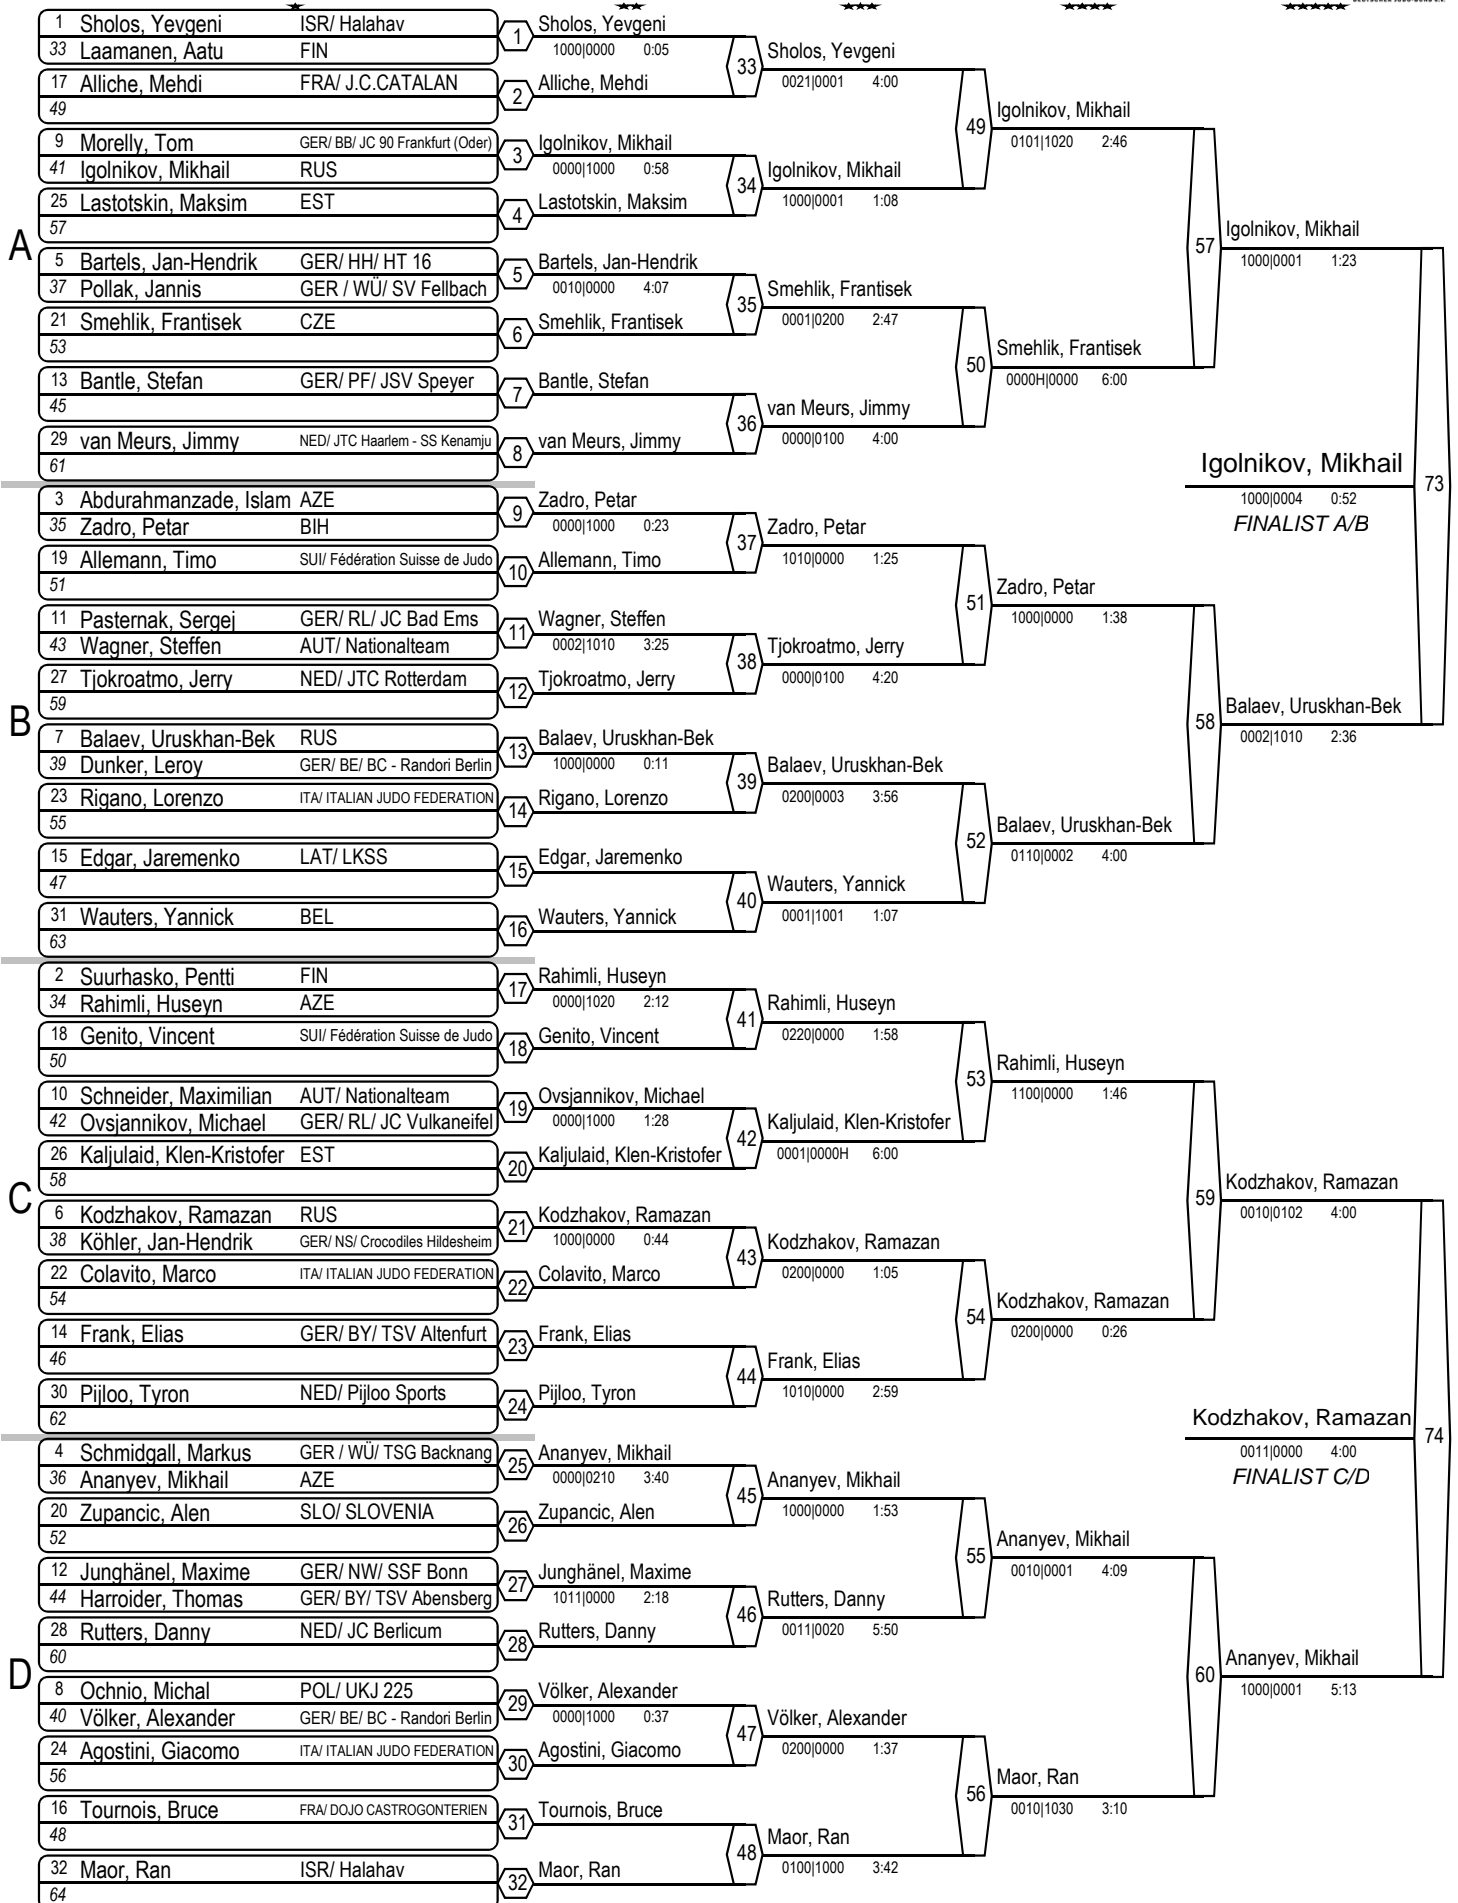 1 Sholos, Yevgeni ISR/ Halahav
33 Laamanen, Aatu FIN
17 Alliche, Mehdi FRA/ J.C.CATALAN
49
9 Morelly, Tom GER/ BB/ JC 90 Frankfurt (Oder)
41 Igolnikov, Mikhail RUS
25 Lastotskin, Maksim EST
57
A
5 Bartels, Jan-Hendrik GER/ HH/ HT 16
37 Pollak, Jannis GER / WÜ/ SV Fellbach
21 Smehlik, Frantisek CZE
53
13 Bantle, Stefan GER/ PF/ JSV Speyer
45
29 van Meurs, Jimmy NED/ JTC Haarlem - SS Kenamju
61
3 Abdurahmanzade, Islam AZE
35 Zadro, Petar BIH
19 Allemann, Timo SUI/ Fédération Suisse de Judo
51
11 Pasternak, Sergej GER/ RL/ JC Bad Ems
43 Wagner, Steffen AUT/ Nationalteam
27 Tjokroatmo, Jerry NED/ JTC Rotterdam
59
B
7 Balaev, Uruskhan-Bek RUS
39 Dunker, Leroy GER/ BE/ BC - Randori Berlin
23 Rigano, Lorenzo ITA/ ITALIAN JUDO FEDERATION
55
15 Edgar, Jaremenko LAT/ LKSS
47
31 Wauters, Yannick BEL
63
2 Suurhasko, Pentti FIN
34 Rahimli, Huseyn AZE
18 Genito, Vincent SUI/ Fédération Suisse de Judo
50
10 Schneider, Maximilian AUT/ Nationalteam
42 Ovsjannikov, Michael GER/ RL/ JC Vulkaneifel
26 Kaljulaid, Klen-Kristofer EST
58
C
6 Kodzhakov, Ramazan RUS
38 Köhler, Jan-Hendrik GER/ NS/ Crocodiles Hildesheim
22 Colavito, Marco ITA/ ITALIAN JUDO FEDERATION
54
14 Frank, Elias GER/ BY/ TSV Altenfurt
46
30 Pijloo, Tyron NED/ Pijloo Sports
62
4 Schmidgall, Markus GER / WÜ/ TSG Backnang
36 Ananyev, Mikhail AZE
20 Zupancic, Alen SLO/ SLOVENIA
52
12 Junghänel, Maxime GER/ NW/ SSF Bonn
44 Harroider, Thomas GER/ BY/ TSV Abensberg
28 Rutters, Danny NED/ JC Berlicum
60
D
8 Ochnio, Michal POL/ UKJ 225
40 Völker, Alexander GER/ BE/ BC - Randori Berlin
24 Agostini, Giacomo ITA/ ITALIAN JUDO FEDERATION
56
16 Tournois, Bruce FRA/ DOJO CASTROGONTERIEN
48
32 Maor, Ran ISR/ Halahav
64
1 Sholos, Yevgeni
1000|0000 0:05
2 Alliche, Mehdi
3 Igolnikov, Mikhail
0000|1000 0:58
4 Lastotskin, Maksim
5 Bartels, Jan-Hendrik
0010|0000 4:07
6 Smehlik, Frantisek
7 Bantle, Stefan
8 van Meurs, Jimmy
9 Zadro, Petar
0000|1000 0:23
10 Allemann, Timo
11 Wagner, Steffen
0002|1010 3:25
12 Tjokroatmo, Jerry
13 Balaev, Uruskhan-Bek
1000|0000 0:11
14 Rigano, Lorenzo
15 Edgar, Jaremenko
16 Wauters, Yannick
17 Rahimli, Huseyn
0000|1020 2:12
18 Genito, Vincent
19 Ovsjannikov, Michael
0000|1000 1:28
20 Kaljulaid, Klen-Kristofer
21 Kodzhakov, Ramazan
1000|0000 0:44
22 Colavito, Marco
23 Frank, Elias
24 Pijloo, Tyron
25 Ananyev, Mikhail
0000|0210 3:40
26 Zupancic, Alen
27 Junghänel, Maxime
1011|0000 2:18
28 Rutters, Danny
29 Völker, Alexander
0000|1000 0:37
30 Agostini, Giacomo
31 Tournois, Bruce
32 Maor, Ran
33 Sholos, Yevgeni
0021|0001 4:00
34 Igolnikov, Mikhail
1000|0001 1:08
35 Smehlik, Frantisek
0001|0200 2:47
36 van Meurs, Jimmy
0000|0100 4:00
37 Zadro, Petar
1010|0000 1:25
38 Tjokroatmo, Jerry
0000|0100 4:20
39 Balaev, Uruskhan-Bek
0200|0003 3:56
40 Wauters, Yannick
0001|1001 1:07
41 Rahimli, Huseyn
0220|0000 1:58
42 Kaljulaid, Klen-Kristofer
0001|0000H 6:00
43 Kodzhakov, Ramazan
0200|0000 1:05
44 Frank, Elias
1010|0000 2:59
45 Ananyev, Mikhail
1000|0000 1:53
46 Rutters, Danny
0011|0020 5:50
47 Völker, Alexander
0200|0000 1:37
48 Maor, Ran
0100|1000 3:42
49 Igolnikov, Mikhail
0101|1020 2:46
50 Smehlik, Frantisek
0000H|0000 6:00
51 Zadro, Petar
1000|0000 1:38
52 Balaev, Uruskhan-Bek
0110|0002 4:00
53 Rahimli, Huseyn
1100|0000 1:46
54 Kodzhakov, Ramazan
0200|0000 0:26
55 Ananyev, Mikhail
0010|0001 4:09
56 Maor, Ran
0010|1030 3:10
57 Igolnikov, Mikhail
1000|0001 1:23
58 Balaev, Uruskhan-Bek
0002|1010 2:36
59 Kodzhakov, Ramazan
0010|0102 4:00
60 Ananyev, Mikhail
1000|0001 5:13
Igolnikov, Mikhail 73
1000|0004 0:52
FINALIST A/B
Kodzhakov, Ramazan 74
0011|0000 4:00
FINALIST C/D